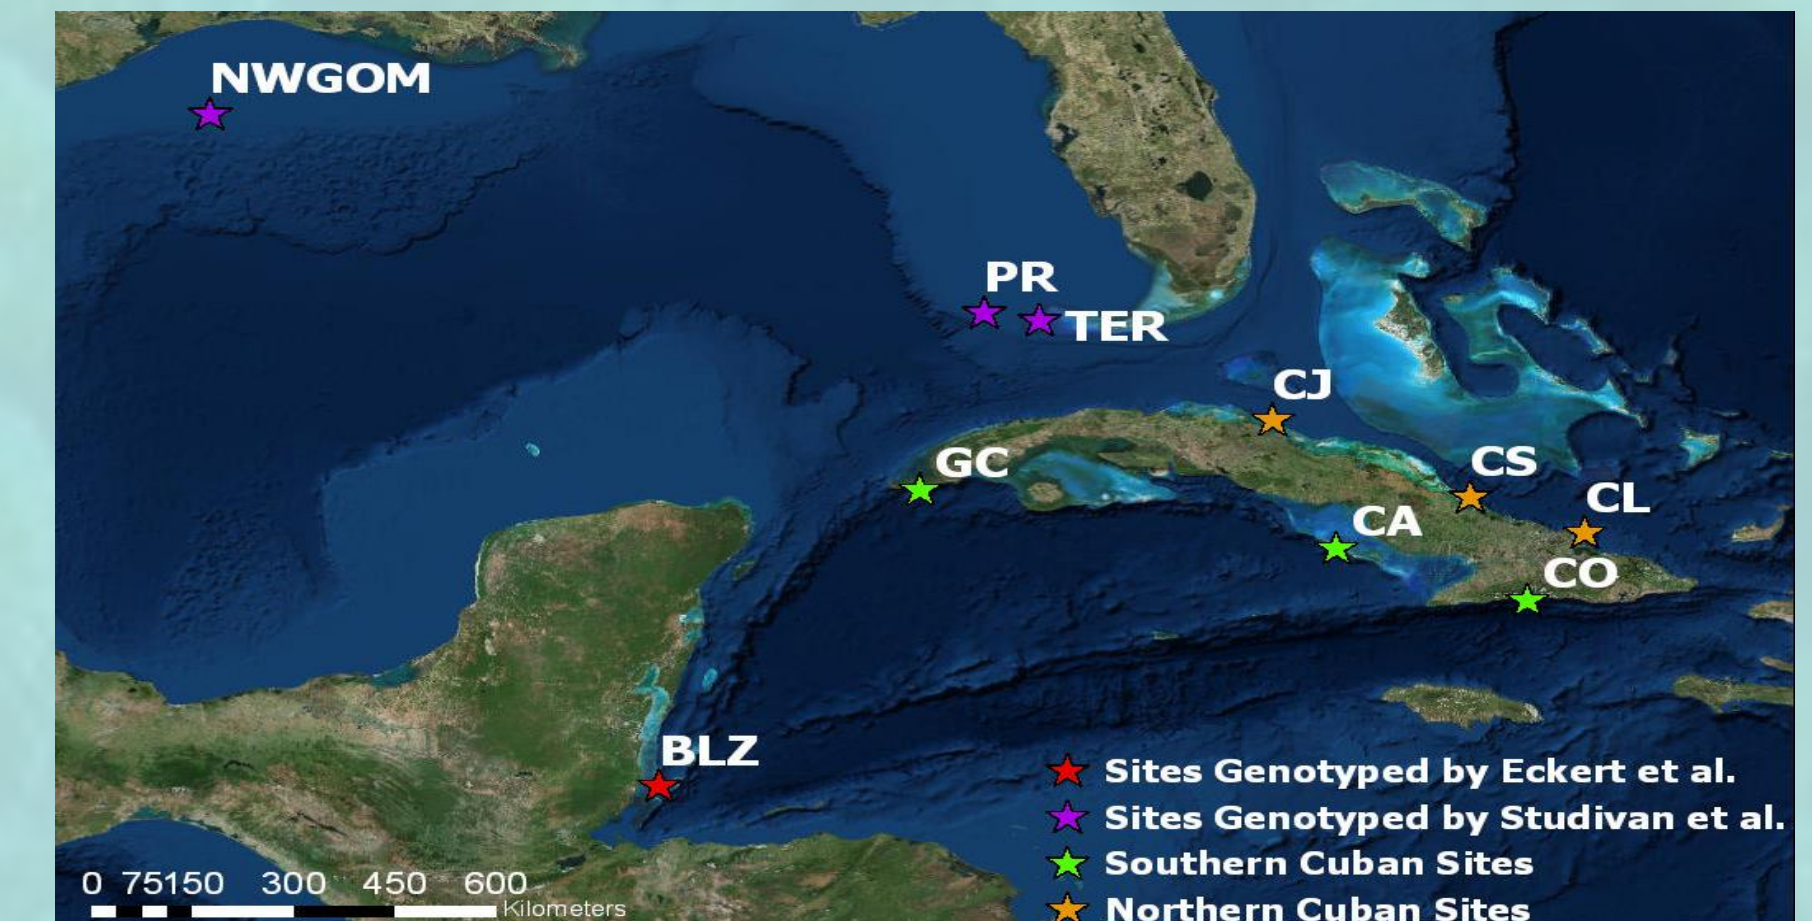 NWGOM
PR
TER
CJ
GC
CS
CL
CA
CO
BLZ
Sites Genotyped by Eckert et al.
Sites Genotyped by Studivan et al.
Southern Cuban Sites
Northern Cuban Sites
0 75150 300 450 600
Kilometers